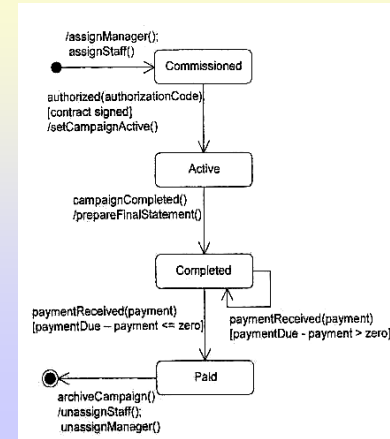 /assignManager();
assignStaff()
Commissioned
authorized(authorizationCode)
[contract signed]
/setCampaignActive()
Active
campaignCompleted()
/prepareFinalStatement()
Completed
paymentReceived(payment)
[paymentDue – payment <= zero]
paymentReceived(payment)
[paymentDue - payment > zero]
Paid
archiveCampaign()
/unassignStaff();
unassignManager()